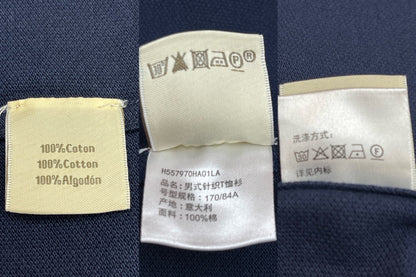 100%Coton
100%Cotton
100%Algodón
H557970HA01LA
品名：男式针织T恤衫
号型规格：170/84A
产地：意大利
面料：100%棉
洗涤方式：
详见内标